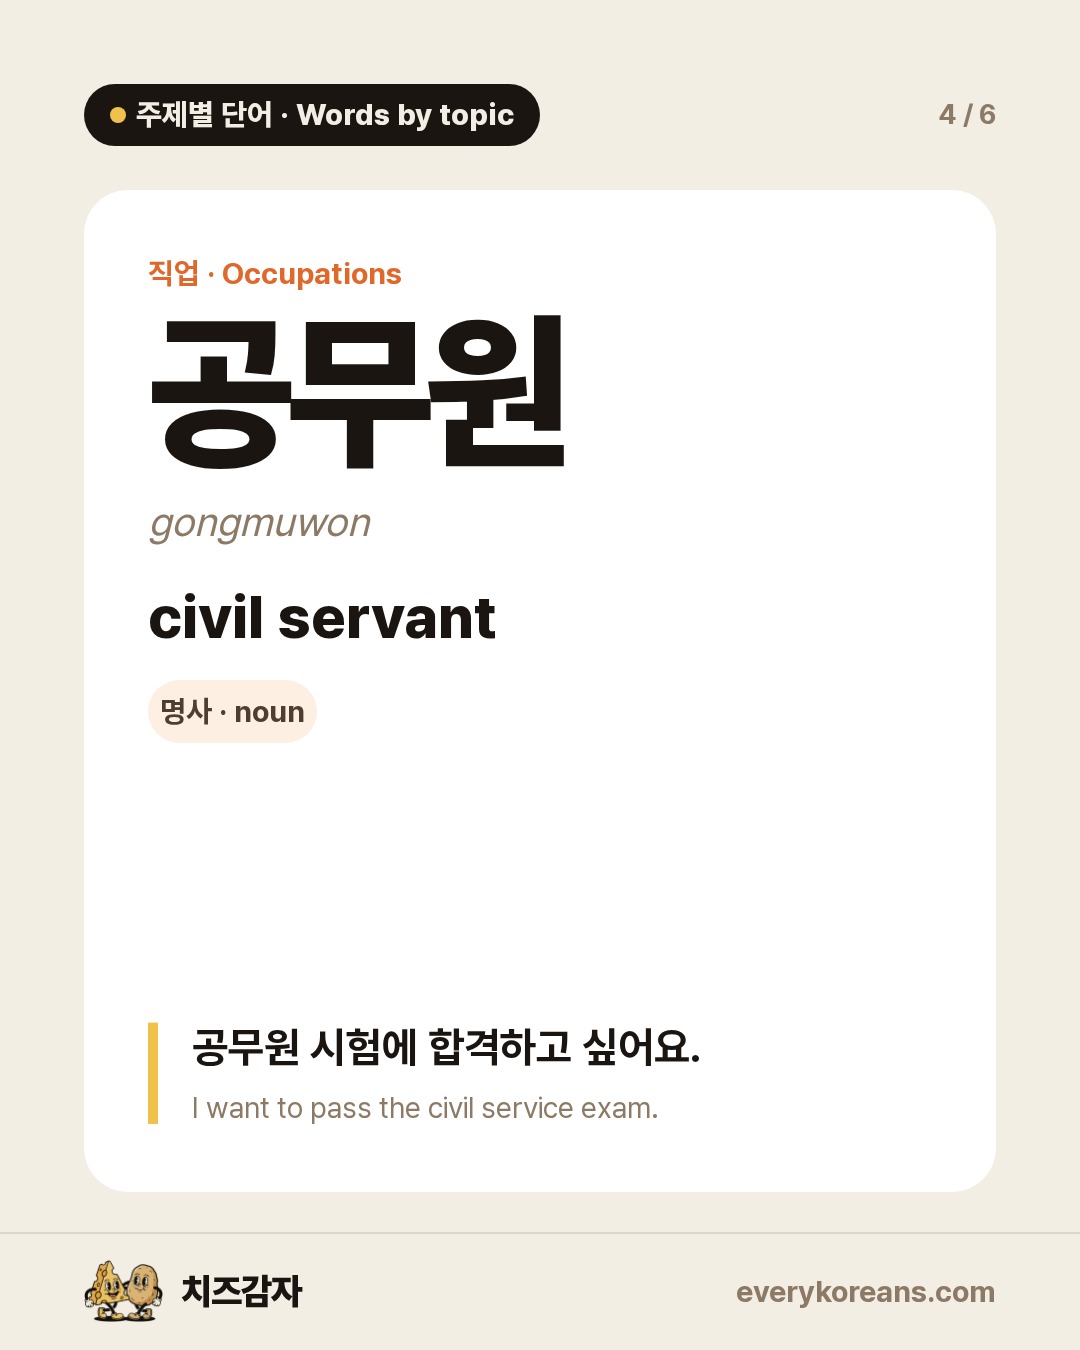 주제별 단어 · Words by topic
4 / 6
직업 · Occupations
공무원
gongmuwon
civil servant
명사 · noun
공무원 시험에 합격하고 싶어요.
I want to pass the civil service exam.
치즈감자
everykoreans.com